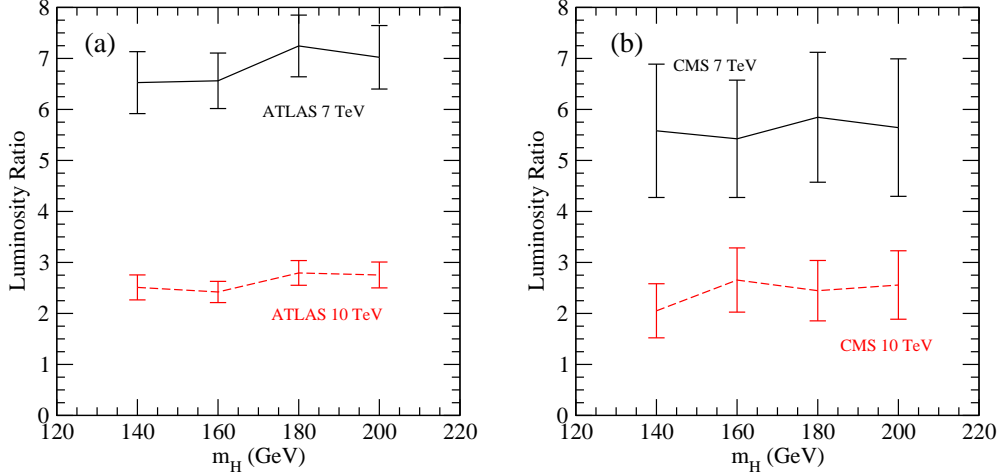 (a)
ATLAS 7 TeV
ATLAS 10 TeV
Luminosity Ratio
8
7
6
5
4
3
2
1
0
120 140 160 180 200 220
m_H (GeV)
(b)
CMS 7 TeV
CMS 10 TeV
Luminosity Ratio
8
7
6
5
4
3
2
1
0
120 140 160 180 200 220
m_H (GeV)